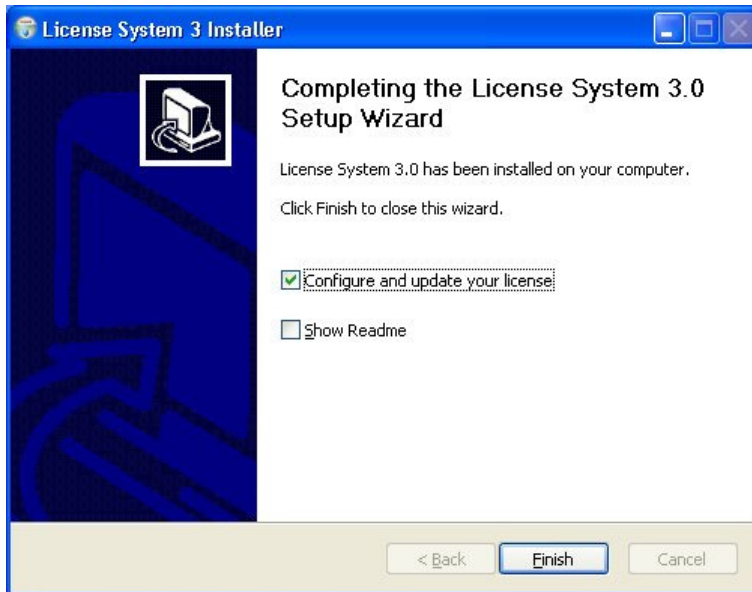 License System 3 Installer
Completing the License System 3.0
Setup Wizard
License System 3.0 has been installed on your computer.
Click Finish to close this wizard.
Configure and update your license
Show Readme
< Back
Finish
Cancel